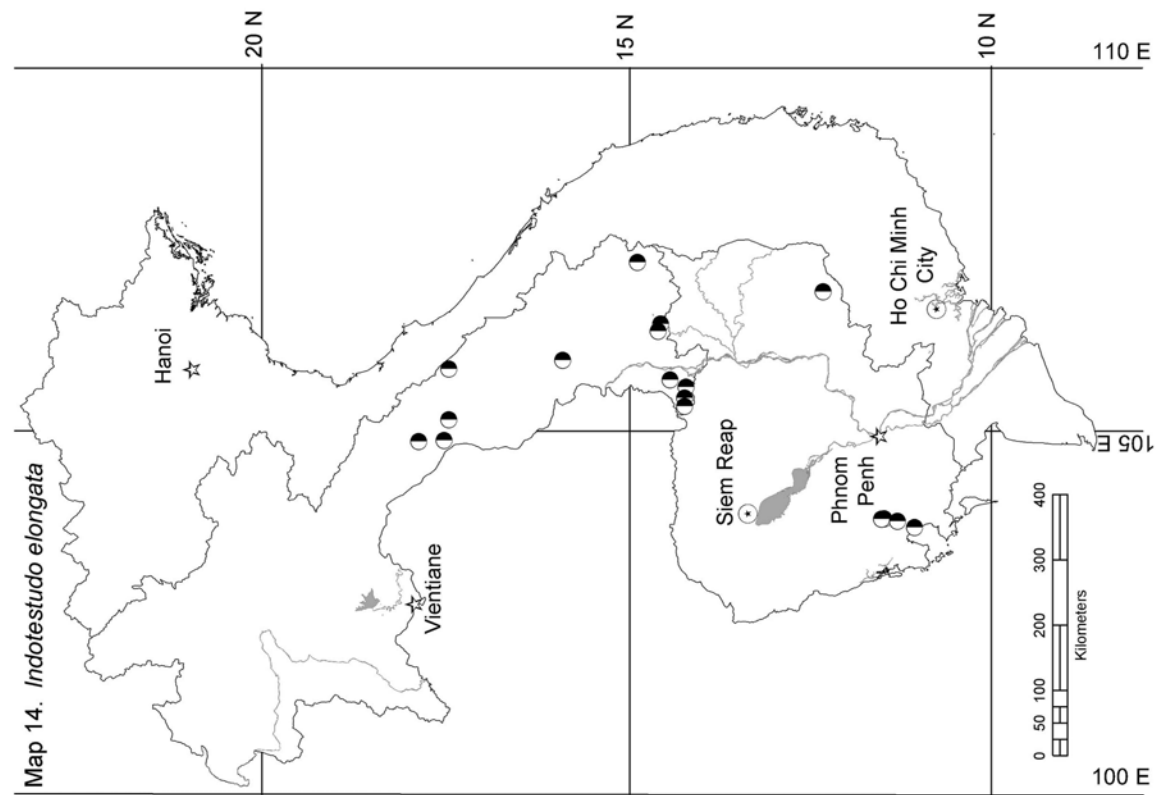 Map 14. Indotestudo elongata
20 N
15 N
10 N
110 E
105 E
100 E
Hanoi
Vientiane
Siem Reap
Phnom
Penh
Ho Chi Minh
City
0 50 100 200 300 400
Kilometers